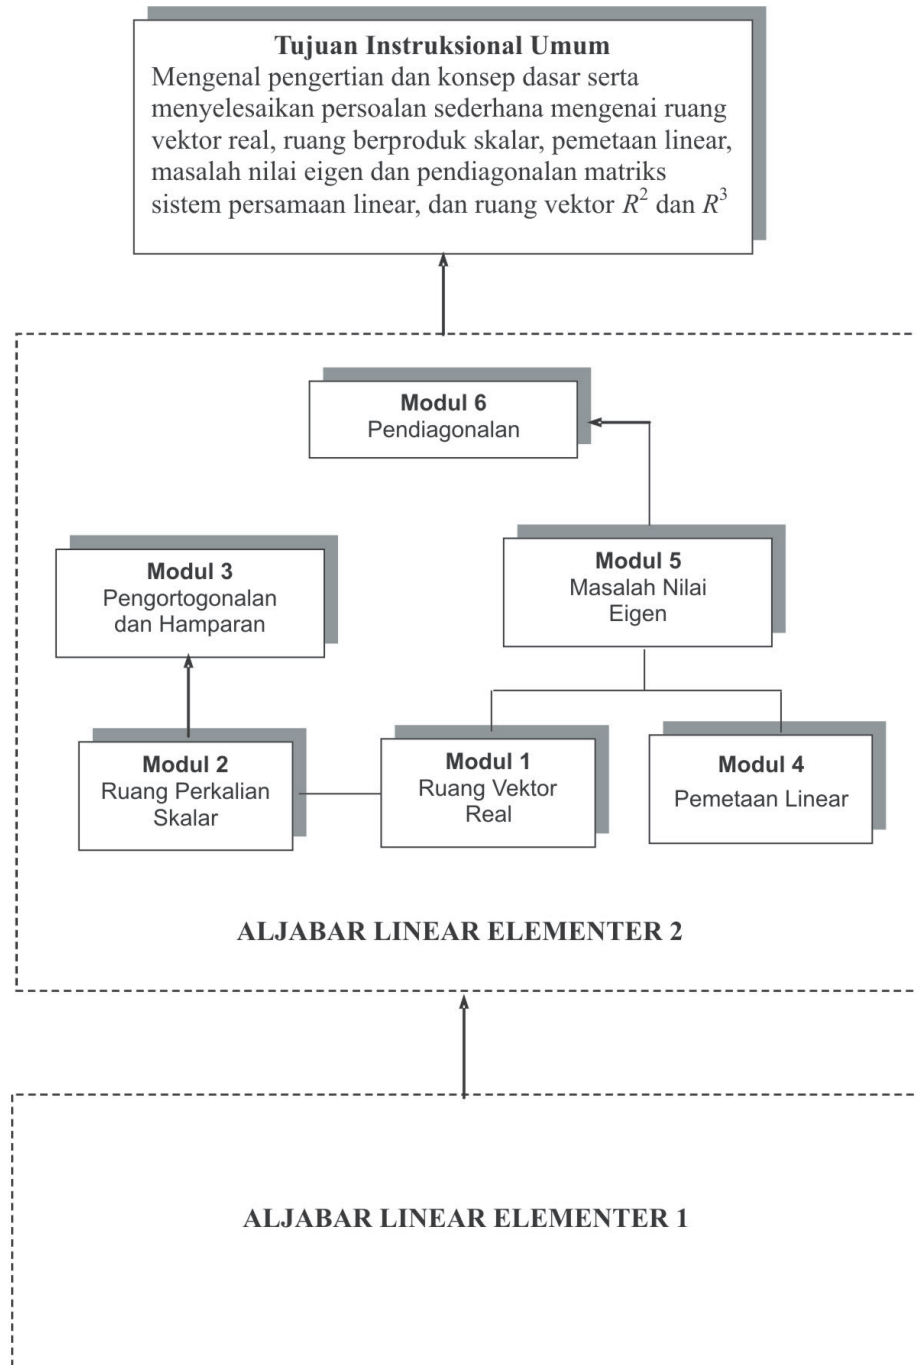 Tujuan Instruksional Umum
Mengenal pengertian dan konsep dasar serta
menyelesaikan persoalan sederhana mengenai ruang
vektor real, ruang berproduk skalar, pemetaan linear,
masalah nilai eigen dan pendiagonalan matriks
sistem persamaan linear, dan ruang vektor R² dan R³
Modul 6
Pendiagonalan
Modul 3
Pengortogonalan
dan Hamparan
Modul 5
Masalah Nilai
Eigen
Modul 2
Ruang Perkalian
Skalar
Modul 1
Ruang Vektor
Real
Modul 4
Pemetaan Linear
ALJABAR LINEAR ELEMENTER 2
ALJABAR LINEAR ELEMENTER 1